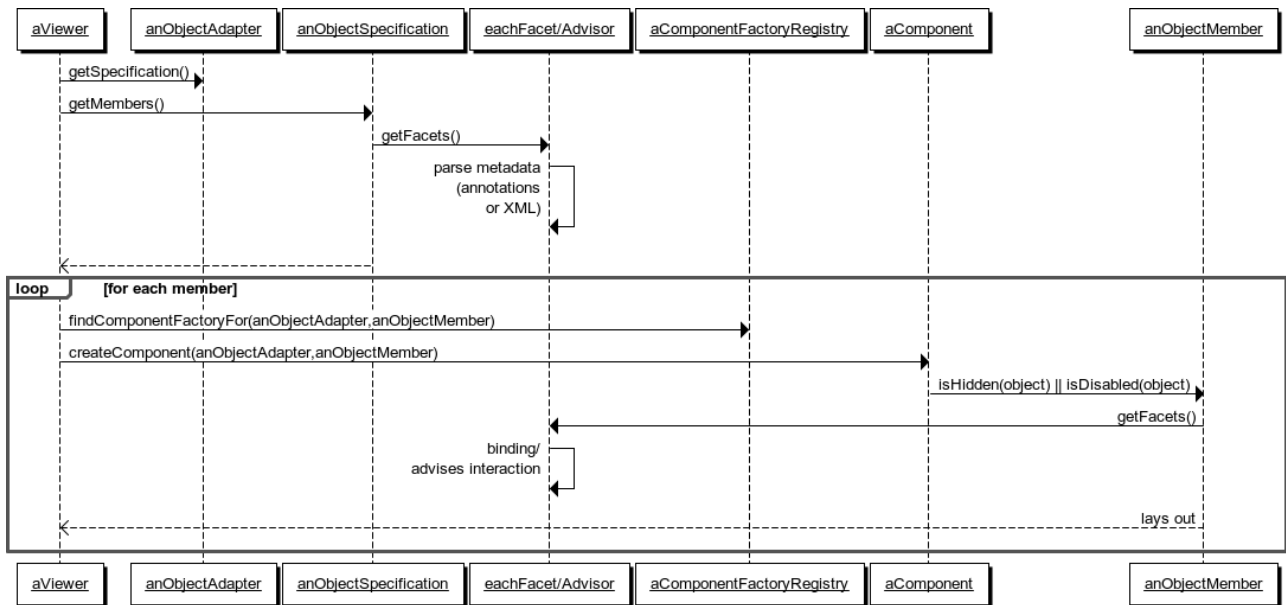 aViewer
anObjectAdapter
anObjectSpecification
eachFacet/Advisor
aComponentFactoryRegistry
aComponent
anObjectMember
getSpecification()
getMembers()
getFacets()
parse metadata
(annotations
or XML)
loop
[for each member]
findComponentFactoryFor(anObjectAdapter,anObjectMember)
createComponent(anObjectAdapter,anObjectMember)
isHidden(object) || isDisabled(object)
getFacets()
binding/
advises interaction
lays out
aViewer
anObjectAdapter
anObjectSpecification
eachFacet/Advisor
aComponentFactoryRegistry
aComponent
anObjectMember